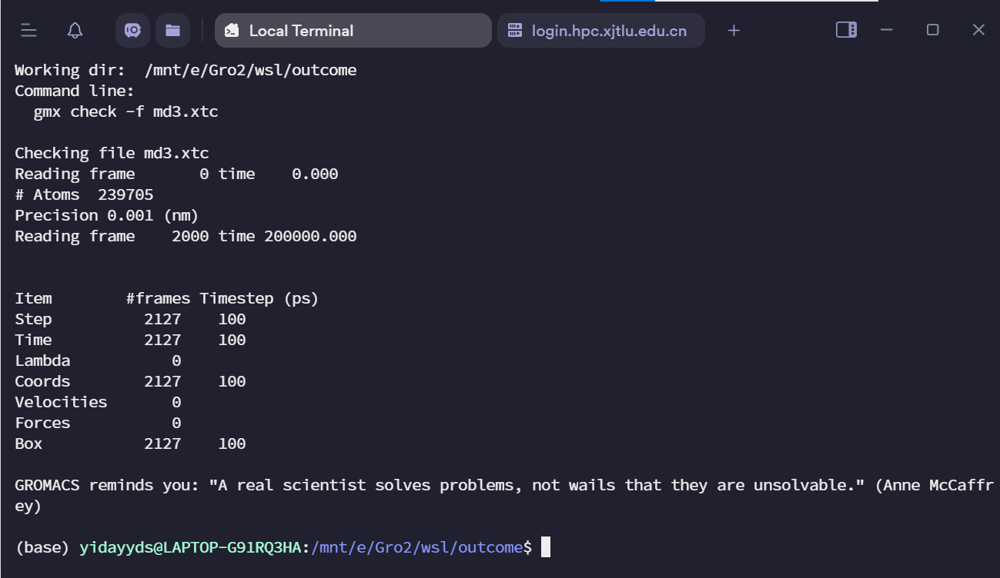 Local Terminal
login.hpc.xjtlu.edu.cn
Working dir:  /mnt/e/Gro2/wsl/outcome
Command line:
  gmx check -f md3.xtc
Checking file md3.xtc
Reading frame       0 time    0.000
# Atoms  239705
Precision 0.001 (nm)
Reading frame    2000 time 200000.000
Item        #frames Timestep (ps)
Step          2127    100
Time          2127    100
Lambda           0
Coords        2127    100
Velocities       0
Forces           0
Box           2127    100
GROMACS reminds you: "A real scientist solves problems, not wails that they are unsolvable." (Anne McCaffr
ey)
(base) yidayyds@LAPTOP-G91RQ3HA:/mnt/e/Gro2/wsl/outcome$